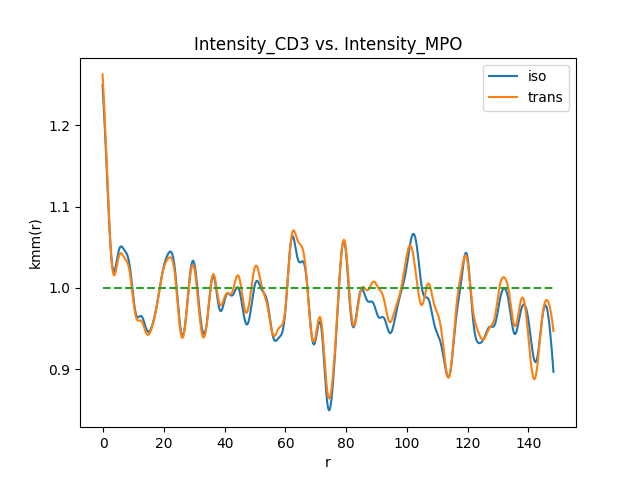 Intensity_CD3 vs. Intensity_MPO
iso
trans
kmm(r)
1.2
1.1
1.0
0.9
0 20 40 60 80 100 120 140
r